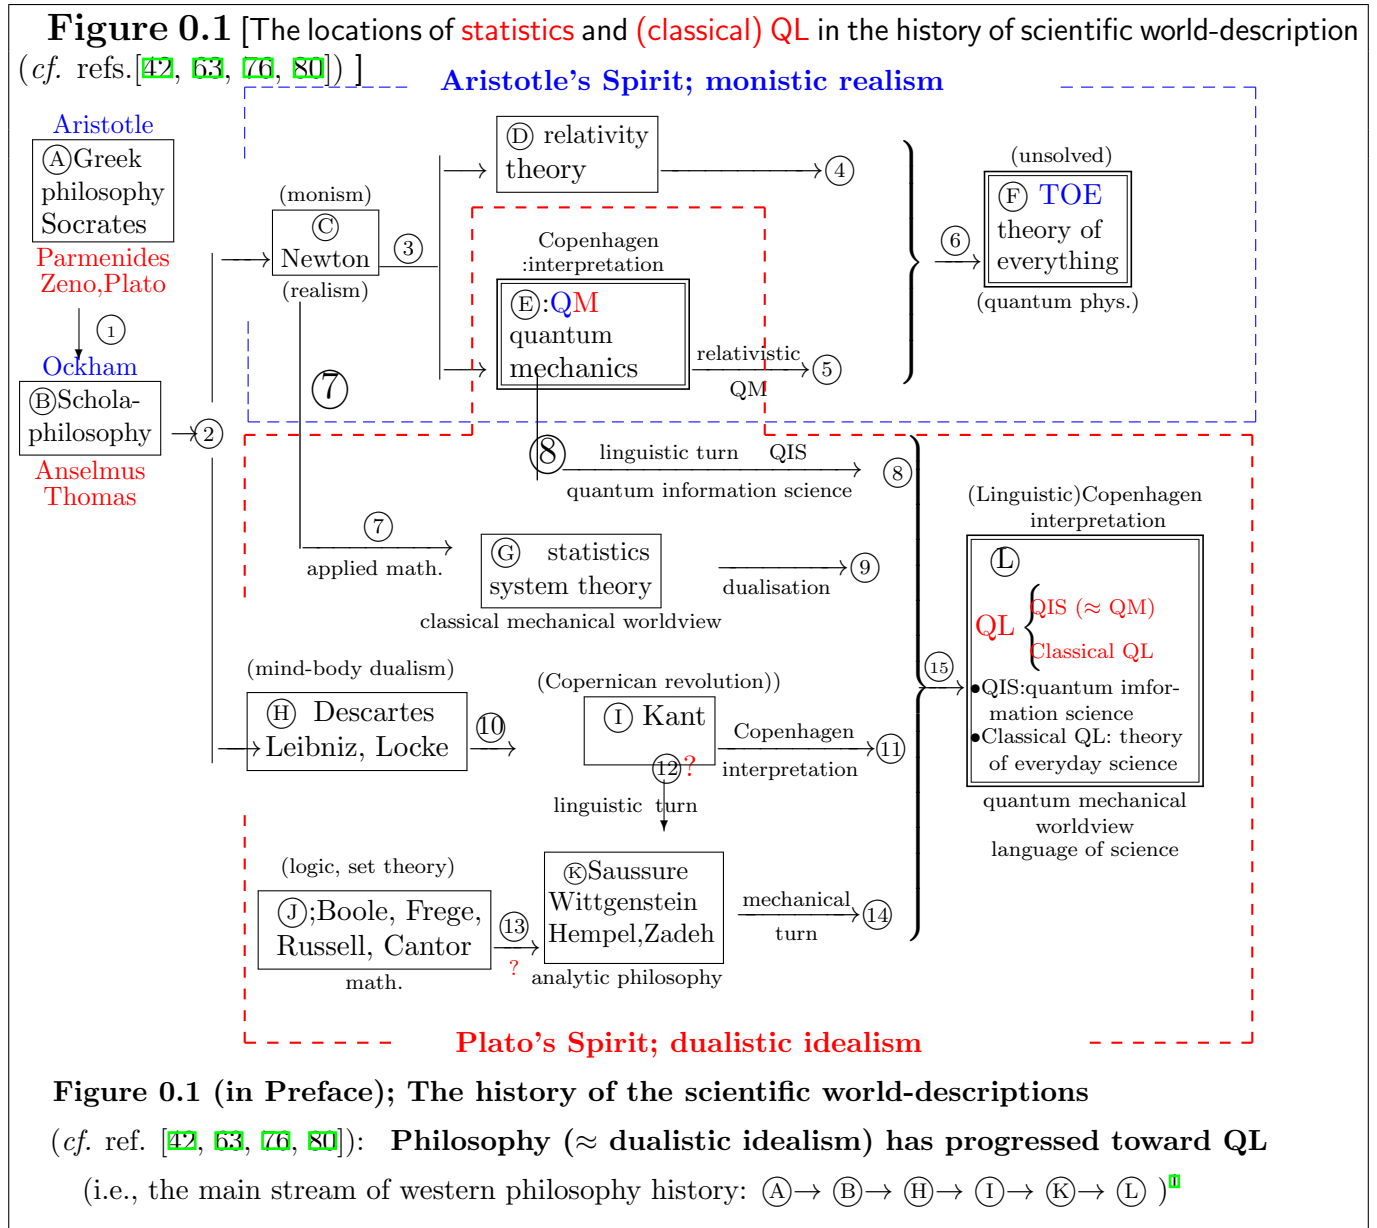 Figure 0.1 [The locations of statistics and (classical) QL in the history of scientific world-description
(cf. refs.[42, 63, 76, 80]) ]
Aristotle's Spirit; monistic realism
Aristotle
Ⓐ Greek
philosophy
Socrates
Parmenides
Zeno,Plato
①
Ockham
Ⓑ Schola-
philosophy
Anselmus
Thomas
②
(monism)
Ⓒ
Newton
(realism)
③
Ⓓ relativity
theory
④
Copenhagen
:interpretation
Ⓔ:QM
quantum
mechanics
relativistic
QM
⑤
⑥
(unsolved)
Ⓕ TOE
theory of
everything
(quantum phys.)
⑦
⑧
linguistic turn QIS
quantum information science
⑧
⑦
applied math.
Ⓖ statistics
system theory
classical mechanical worldview
dualisation
⑨
(mind-body dualism)
Ⓗ Descartes
Leibniz, Locke
⑩
(Copernican revolution))
Ⓘ Kant
Copenhagen
interpretation
⑪
⑫?
linguistic turn
(logic, set theory)
Ⓙ;Boole, Frege,
Russell, Cantor
math.
⑬
?
Ⓚ Saussure
Wittgenstein
Hempel,Zadeh
analytic philosophy
mechanical
turn
⑭
⑮
(Linguistic)Copenhagen
interpretation
Ⓛ
QL
QIS (≈ QM)
Classical QL
•QIS:quantum imfor-
mation science
•Classical QL: theory
of everyday science
quantum mechanical
worldview
language of science
Plato's Spirit; dualistic idealism
Figure 0.1 (in Preface); The history of the scientific world-descriptions
(cf. ref. [42, 63, 76, 80]): Philosophy (≈ dualistic idealism) has progressed toward QL
(i.e., the main stream of western philosophy history: Ⓐ→ Ⓑ→ Ⓗ→ Ⓘ→ Ⓚ→ Ⓛ )1